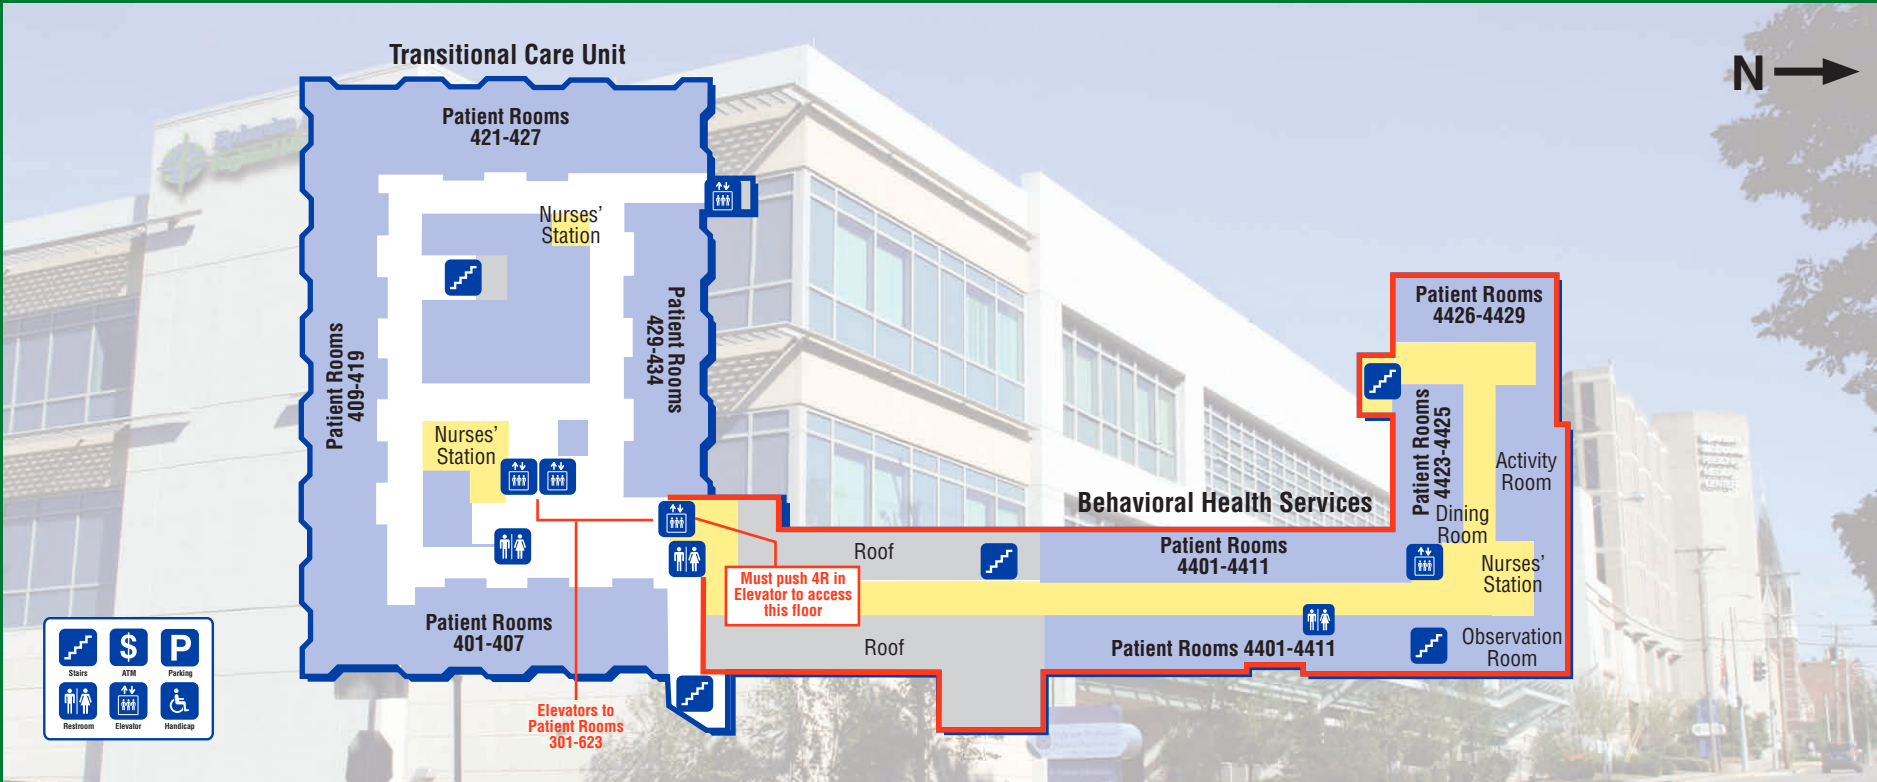 Transitional Care Unit
N
Patient Rooms
421-427
Nurses'
Station
Patient Rooms
409-419
Patient Rooms
429-434
Nurses'
Station
Patient Rooms
401-407
Elevators to
Patient Rooms
301-623
Must push 4R in
Elevator to access
this floor
Roof
Roof
Behavioral Health Services
Patient Rooms
4401-4411
Patient Rooms 4401-4411
Patient Rooms
4426-4429
Patient Rooms
4423-4425
Activity
Room
Dining
Room
Nurses'
Station
Observation
Room
Stairs
$
ATM
P
Parking
Restroom
Elevator
Handicap